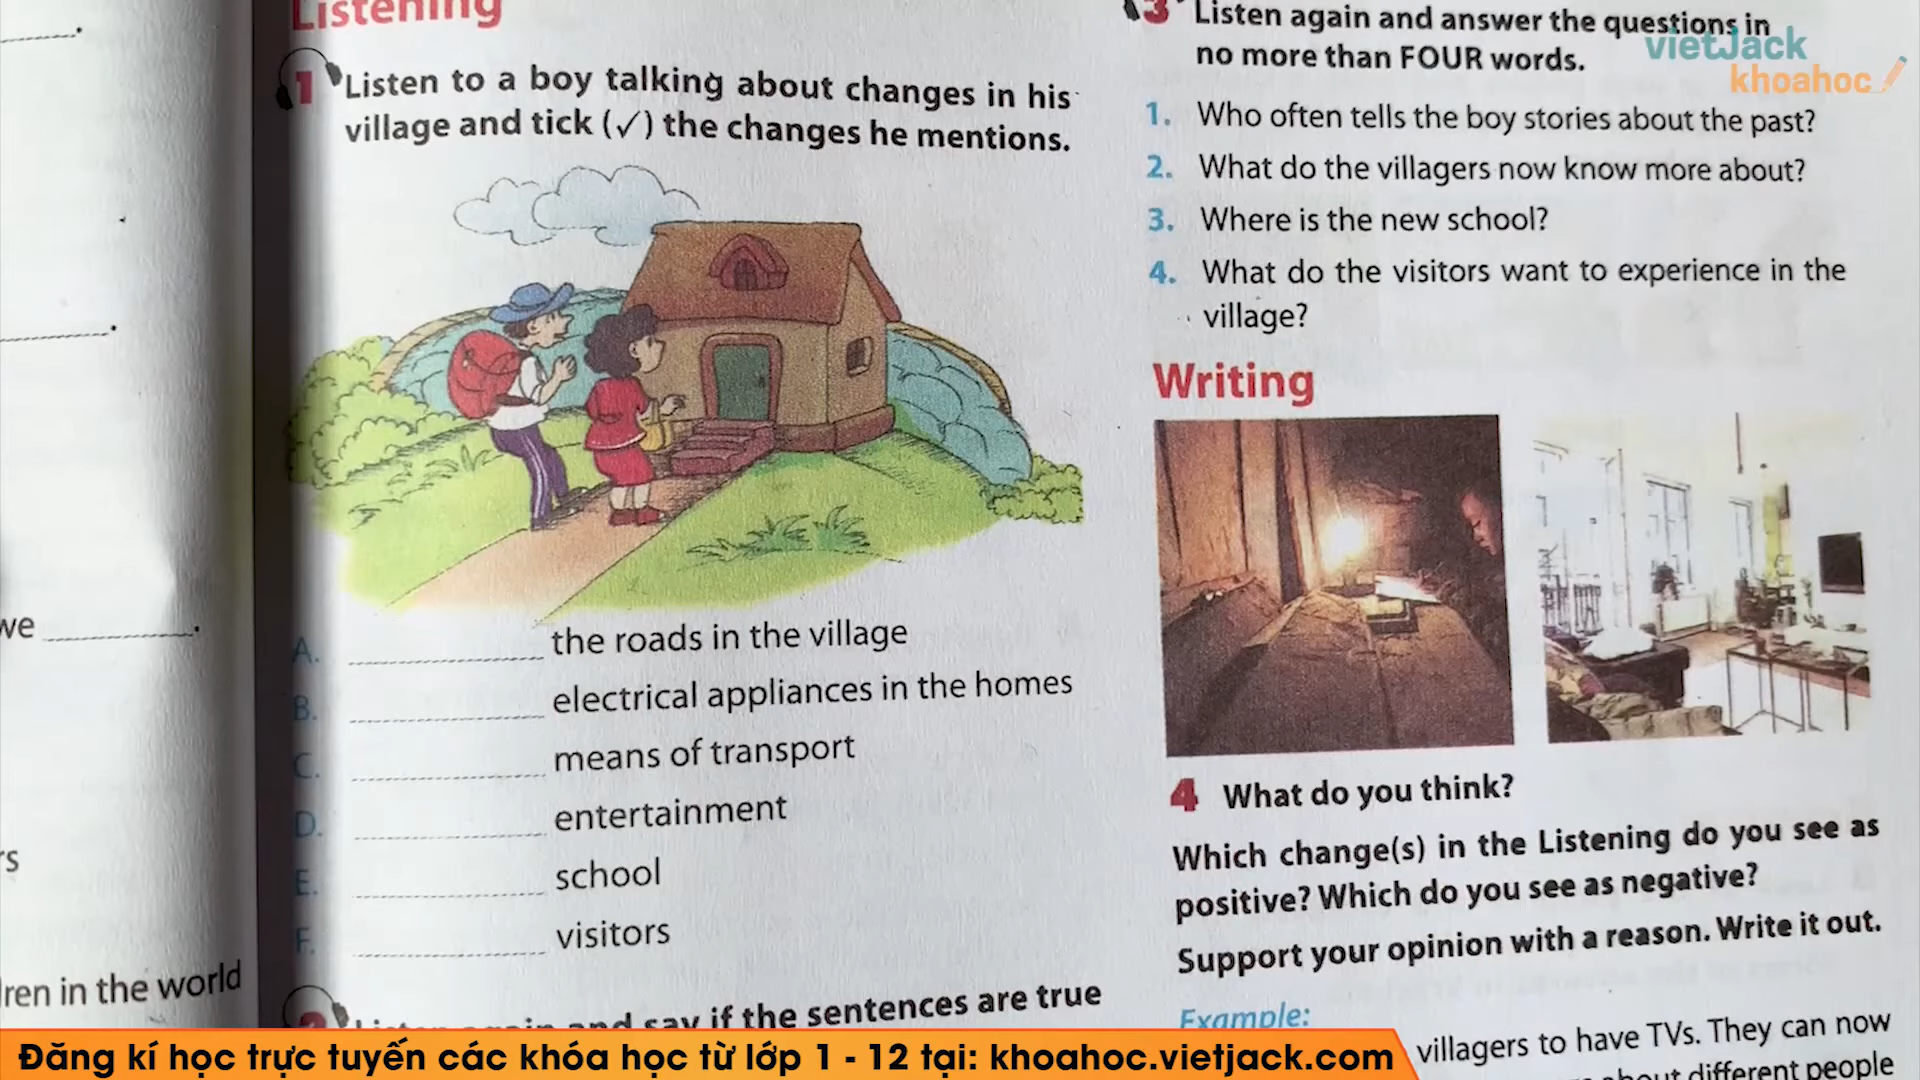 we
rs
dren in the world
Listening
1 Listen to a boy talking about changes in his
village and tick (✓) the changes he mentions.
A. the roads in the village
B. electrical appliances in the homes
C. means of transport
D. entertainment
E. school
F. visitors
2 Listen again and say if the sentences are true
3 Listen again and answer the questions in
no more than FOUR words.
1. Who often tells the boy stories about the past?
2. What do the villagers now know more about?
3. Where is the new school?
4. What do the visitors want to experience in the
village?
Writing
4 What do you think?
Which change(s) in the Listening do you see as
positive? Which do you see as negative?
Support your opinion with a reason. Write it out.
Example:
villagers to have TVs. They can now
about different people
vietJack
khoahoc
Đăng kí học trực tuyến các khóa học từ lớp 1 - 12 tại: khoahoc.vietjack.com